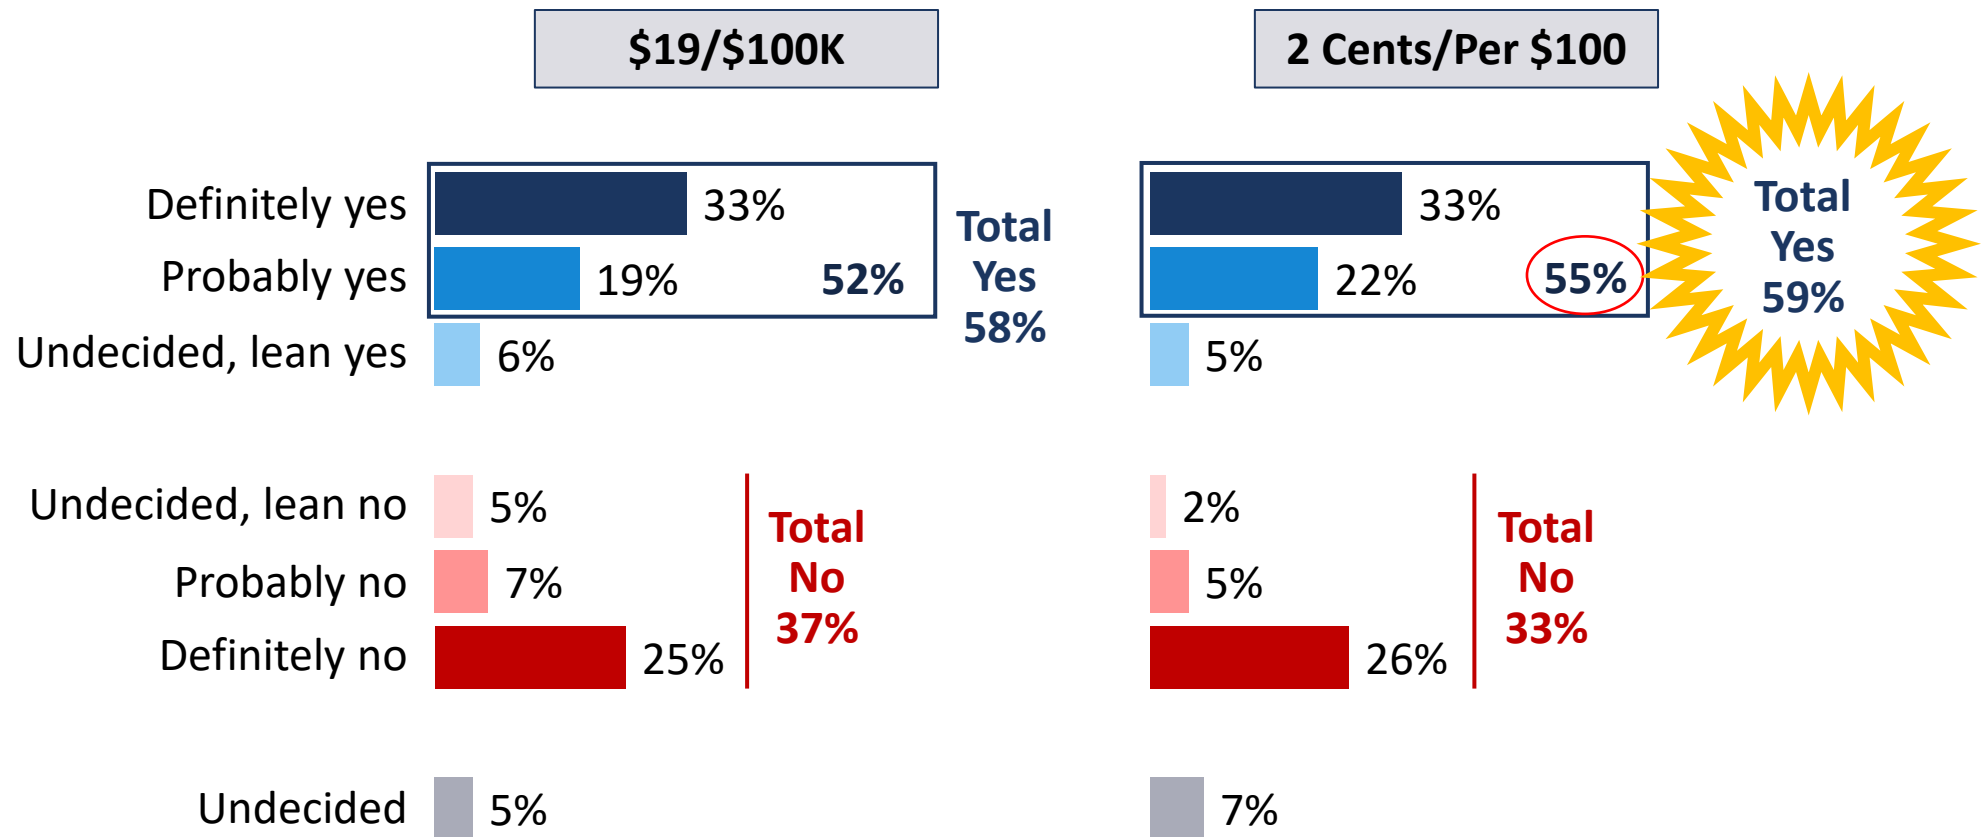 $19/$100K
2 Cents/Per $100
Definitely yes 33% 33%
Probably yes 19% 52% 22% 55%
Undecided, lean yes 6% 5%
Total
Yes
58%
Total
Yes
59%
Undecided, lean no 5% 2%
Probably no 7% 5%
Definitely no 25% 26%
Total
No
37%
Total
No
33%
Undecided 5% 7%